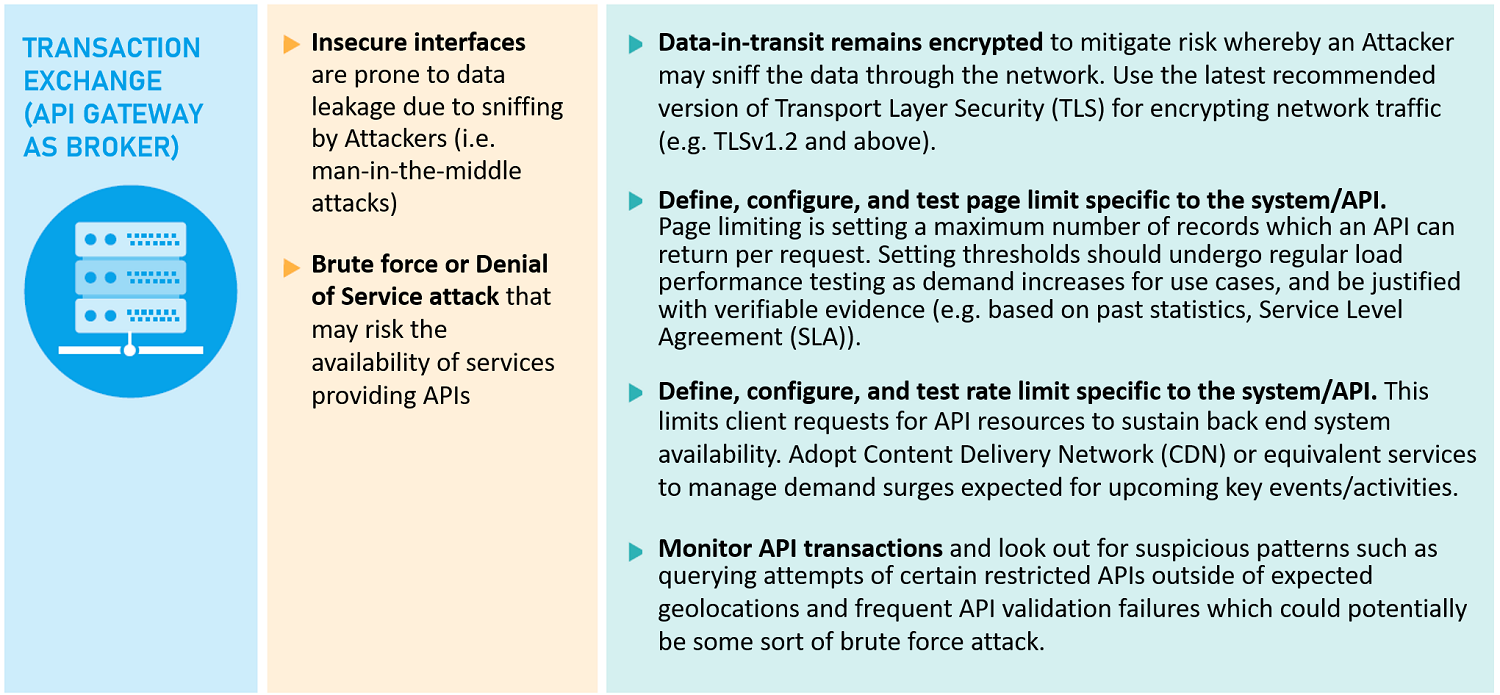 TRANSACTION
EXCHANGE
(API GATEWAY
AS BROKER)
Insecure interfaces
are prone to data
leakage due to sniffing
by Attackers (i.e.
man-in-the-middle
attacks)
Brute force or Denial
of Service attack that
may risk the
availability of services
providing APIs
Data-in-transit remains encrypted to mitigate risk whereby an Attacker
may sniff the data through the network. Use the latest recommended
version of Transport Layer Security (TLS) for encrypting network traffic
(e.g. TLSv1.2 and above).
Define, configure, and test page limit specific to the system/API.
Page limiting is setting a maximum number of records which an API can
return per request. Setting thresholds should undergo regular load
performance testing as demand increases for use cases, and be justified
with verifiable evidence (e.g. based on past statistics, Service Level
Agreement (SLA)).
Define, configure, and test rate limit specific to the system/API. This
limits client requests for API resources to sustain back end system
availability. Adopt Content Delivery Network (CDN) or equivalent services
to manage demand surges expected for upcoming key events/activities.
Monitor API transactions and look out for suspicious patterns such as
querying attempts of certain restricted APIs outside of expected
geolocations and frequent API validation failures which could potentially
be some sort of brute force attack.